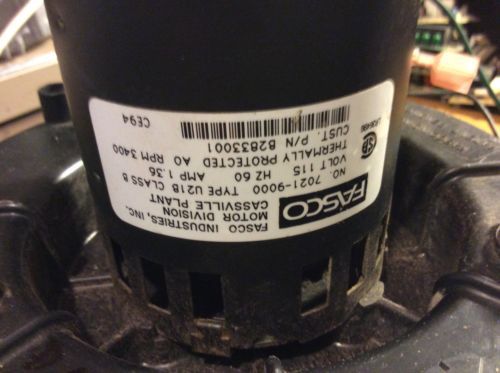 FASCO
FASCO INDUSTRIES, INC.
MOTOR DIVISION
CASSVILLE PLANT
NO. 7021-9000 TYPE U21B CLASS B
VOLT 115 HZ 60 AMP 1.36
THERMALLY PROTECTED AO RPM 3400
CUST. P/N B2833001
CE94